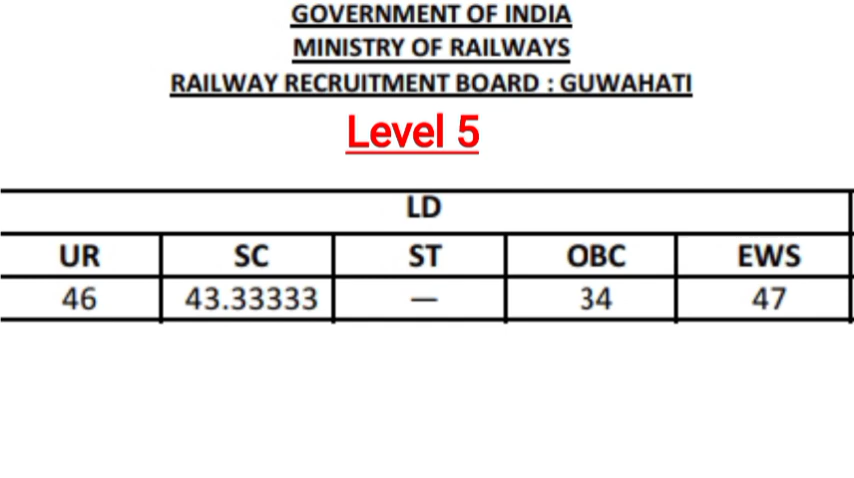 GOVERNMENT OF INDIA
MINISTRY OF RAILWAYS
RAILWAY RECRUITMENT BOARD : GUWAHATI
Level 5
LD
UR SC ST OBC EWS
46 43.33333 — 34 47